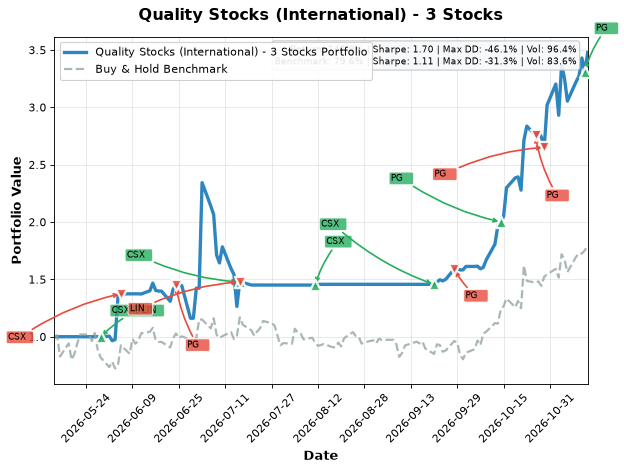 Quality Stocks (International) - 3 Stocks
PG
Quality Stocks (International) - 3 Stocks Portfolio
Buy & Hold Benchmark
Sharpe: 1.70 | Max DD: -46.1% | Vol: 96.4%
Benchmark: 79.6% | Sharpe: 1.11 | Max DD: -31.3% | Vol: 83.6%
3.5
3.0
2.5
2.0
1.5
1.0
Portfolio Value
PG
PG
PG
CSX
CSX
CSX
PG
CSX
LIN
CSX
PG
2026-05-24
2026-06-09
2026-06-25
2026-07-11
2026-07-27
2026-08-12
2026-08-28
2026-09-13
2026-09-29
2026-10-15
2026-10-31
Date